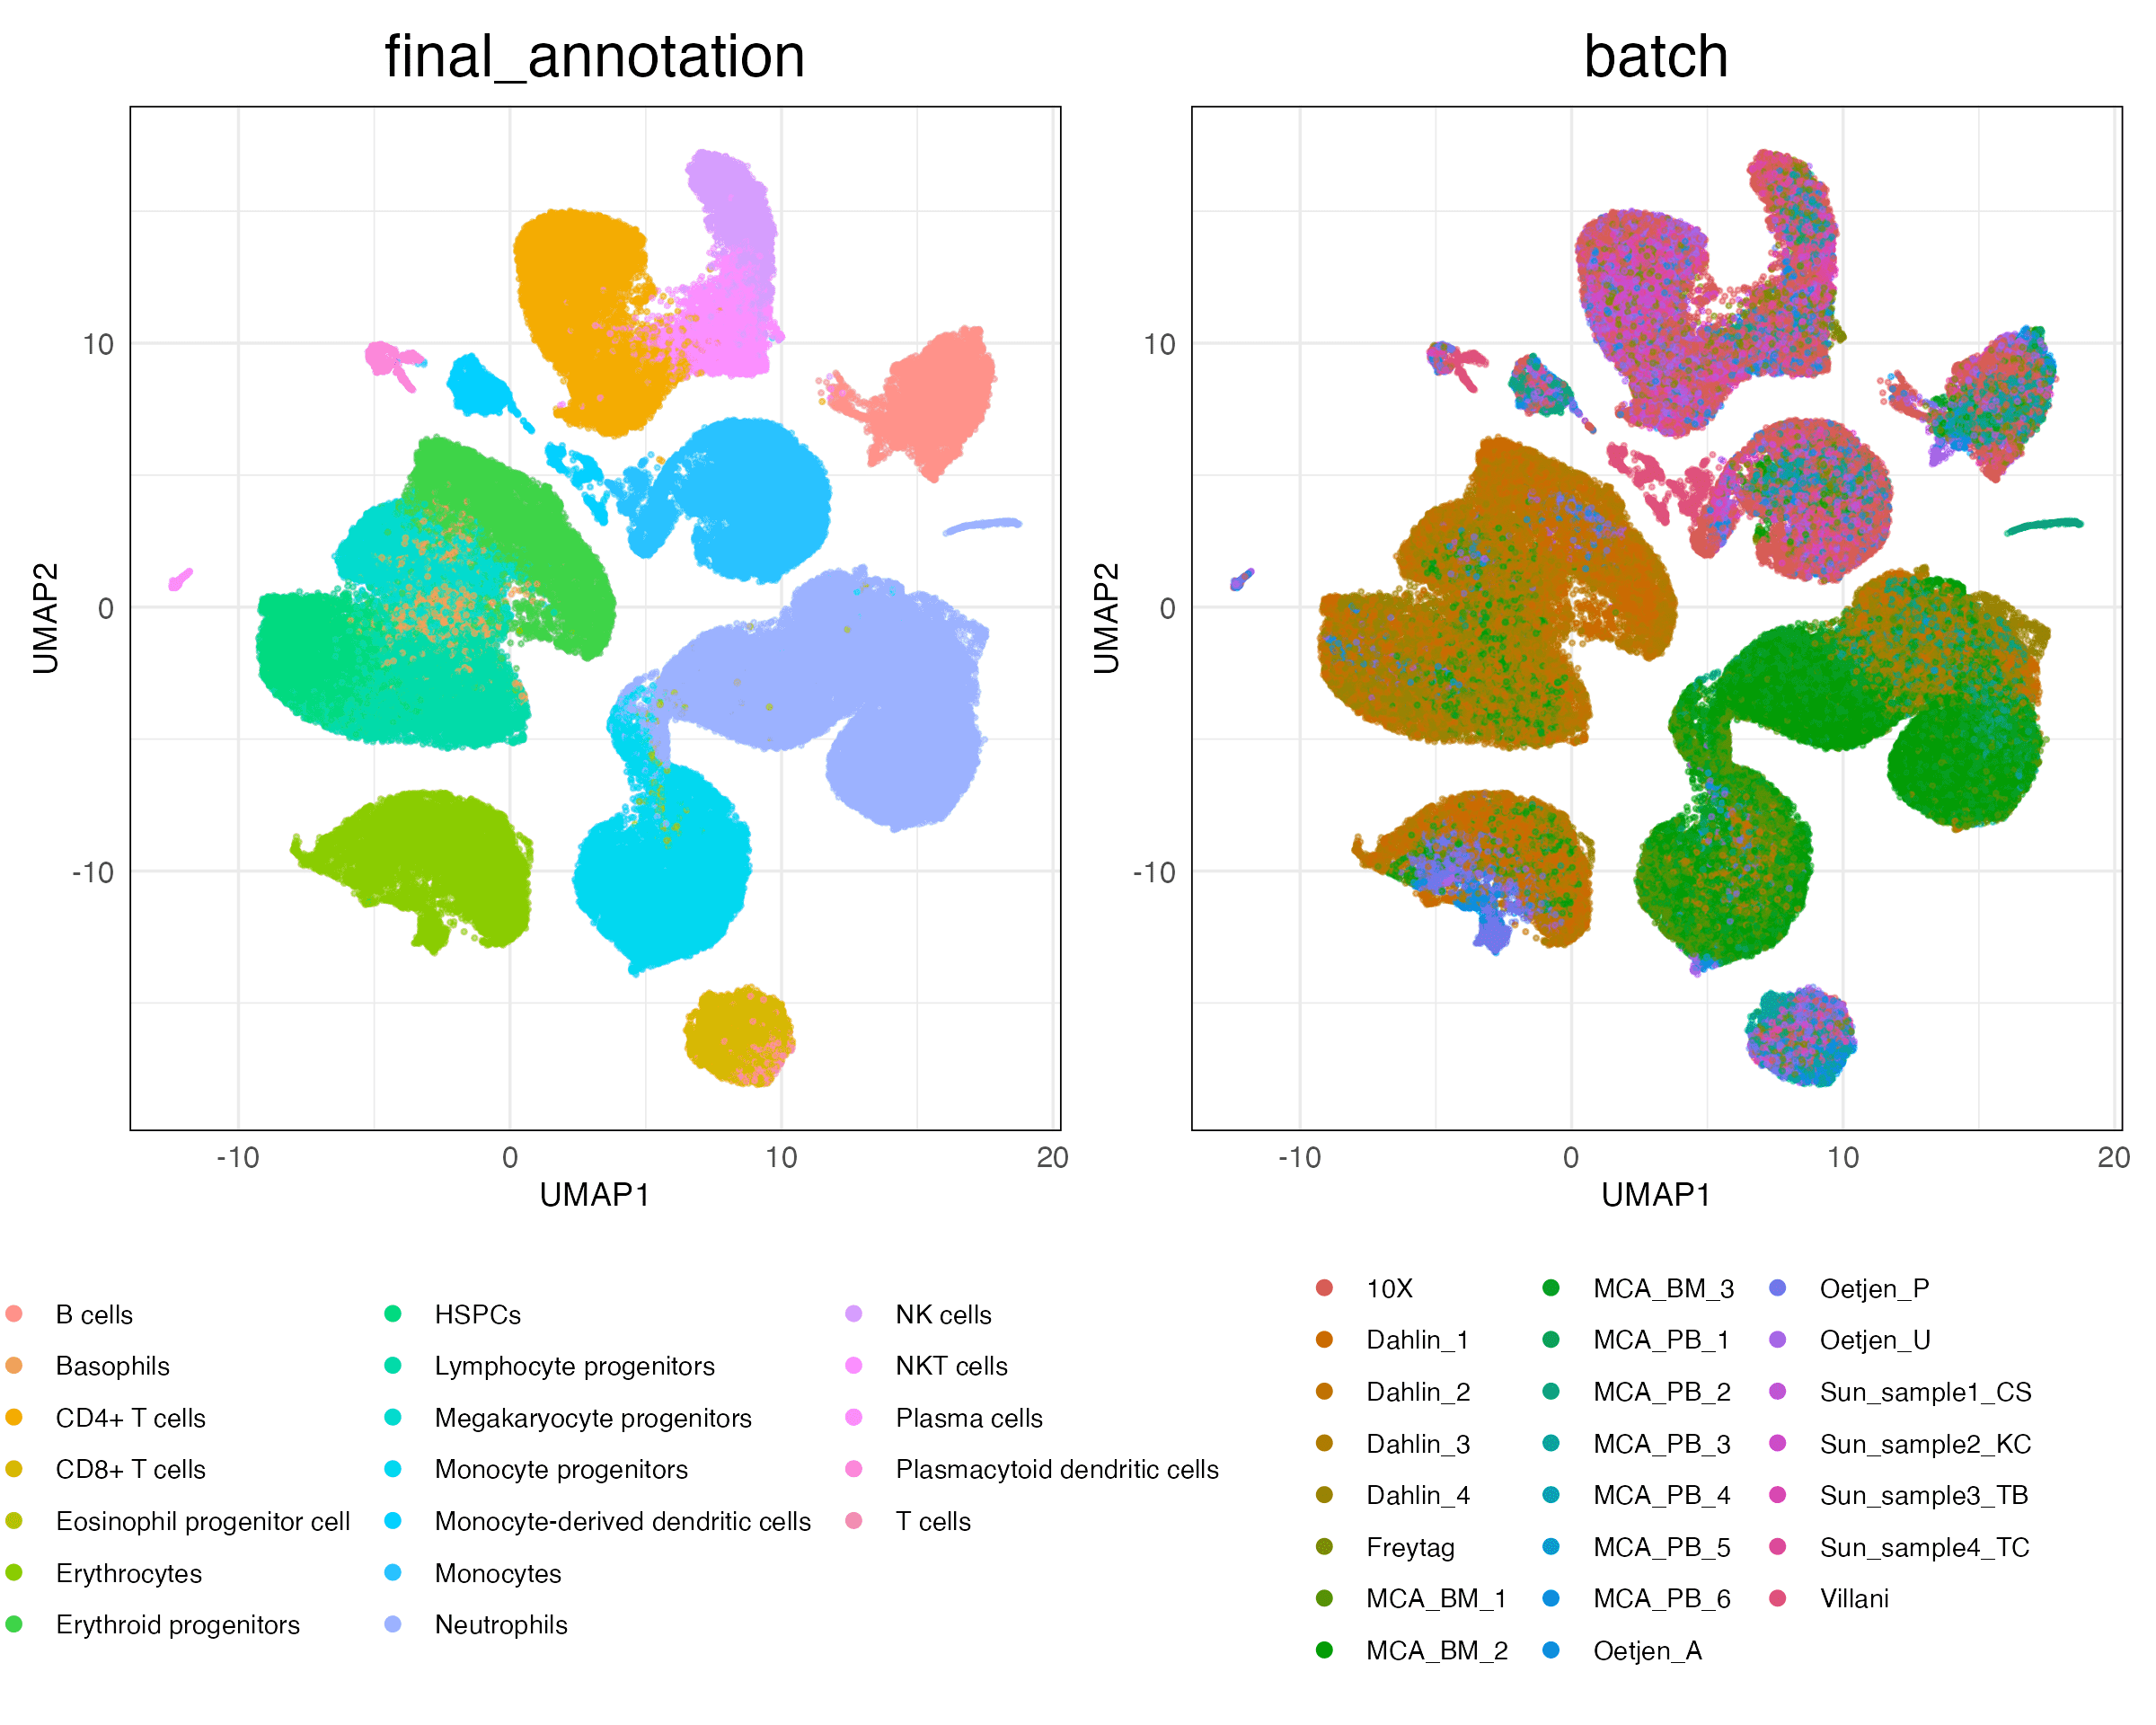 final_annotation
batch
10
0
-10
UMAP2
-10
0
10
20
UMAP1
10
0
-10
UMAP2
-10
0
10
20
UMAP1
B cells
Basophils
CD4+ T cells
CD8+ T cells
Eosinophil progenitor cell
Erythrocytes
Erythroid progenitors
HSPCs
Lymphocyte progenitors
Megakaryocyte progenitors
Monocyte progenitors
Monocyte-derived dendritic cells
Monocytes
Neutrophils
NK cells
NKT cells
Plasma cells
Plasmacytoid dendritic cells
T cells
10X
Dahlin_1
Dahlin_2
Dahlin_3
Dahlin_4
Freytag
MCA_BM_1
MCA_BM_2
MCA_BM_3
MCA_PB_1
MCA_PB_2
MCA_PB_3
MCA_PB_4
MCA_PB_5
MCA_PB_6
Oetjen_A
Oetjen_P
Oetjen_U
Sun_sample1_CS
Sun_sample2_KC
Sun_sample3_TB
Sun_sample4_TC
Villani